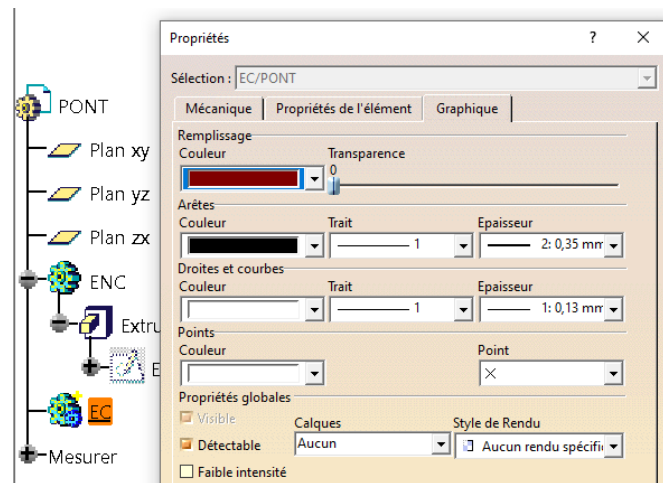 Propriétés ? ×
Sélection : EC/PONT
Mécanique Propriétés de l'élément Graphique
Remplissage
Couleur Transparence
0
Arêtes
Couleur Trait Epaisseur
1 2: 0,35 mm
Droites et courbes
Couleur Trait Epaisseur
1 1: 0,13 mm
Points
Couleur Point
Propriétés globales
Visible Calques Style de Rendu
Détectable Aucun Aucun rendu spécifi
Faible intensité
PONT
Plan xy
Plan yz
Plan zx
ENC
Extru
E
EC
Mesurer